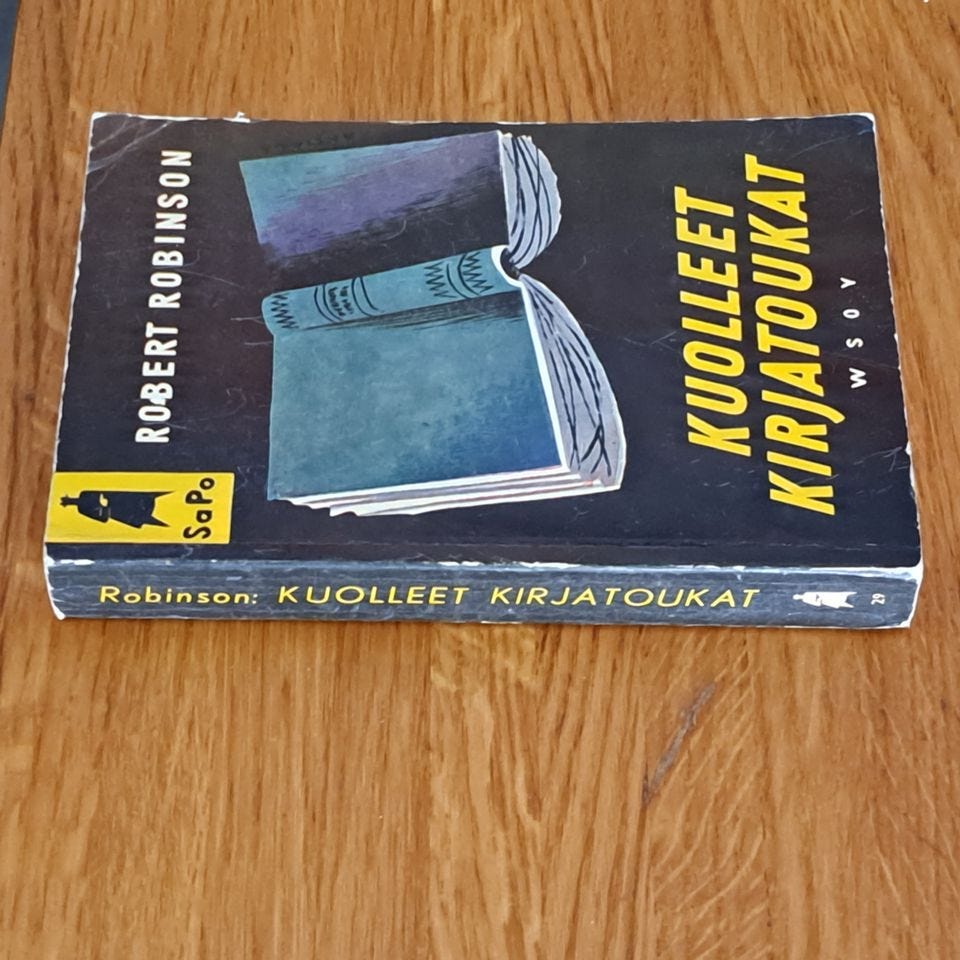 ROBERT ROBINSON
SaPo
KUOLLEET
KIRJATOUKAT
WSOY
Robinson: KUOLLEET KIRJATOUKAT
29